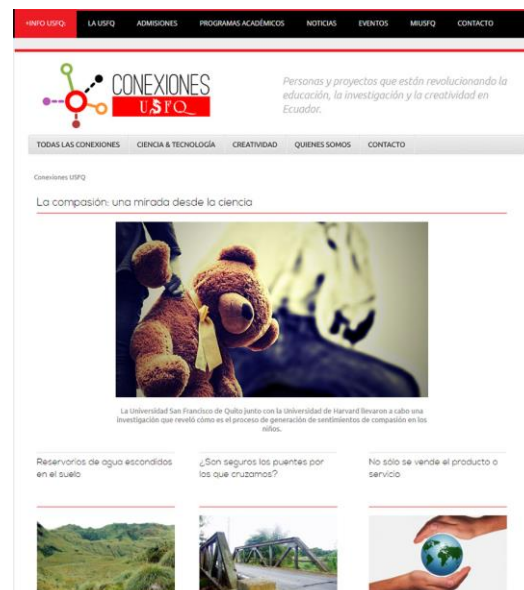 +INFO USFQ: LA USFQ ADMISIONES PROGRAMAS ACADÉMICOS NOTICIAS EVENTOS MIUSFQ CONTACTO
CONEXIONES
USFQ
Personas y proyectos que están revolucionando la
educación, la investigación y la creatividad en
Ecuador.
TODAS LAS CONEXIONES CIENCIA & TECNOLOGÍA CREATIVIDAD QUIENES SOMOS CONTACTO
Conexiones USFQ
La compasión: una mirada desde la ciencia
La Universidad San Francisco de Quito junto con la Universidad de Harvard llevaron a cabo una
investigación que reveló cómo es el proceso de generación de sentimientos de compasión en los
niños.
Reservorios de agua escondidos
en el suelo
¿Son seguros los puentes por
los que cruzamos?
No sólo se vende el producto o
servicio